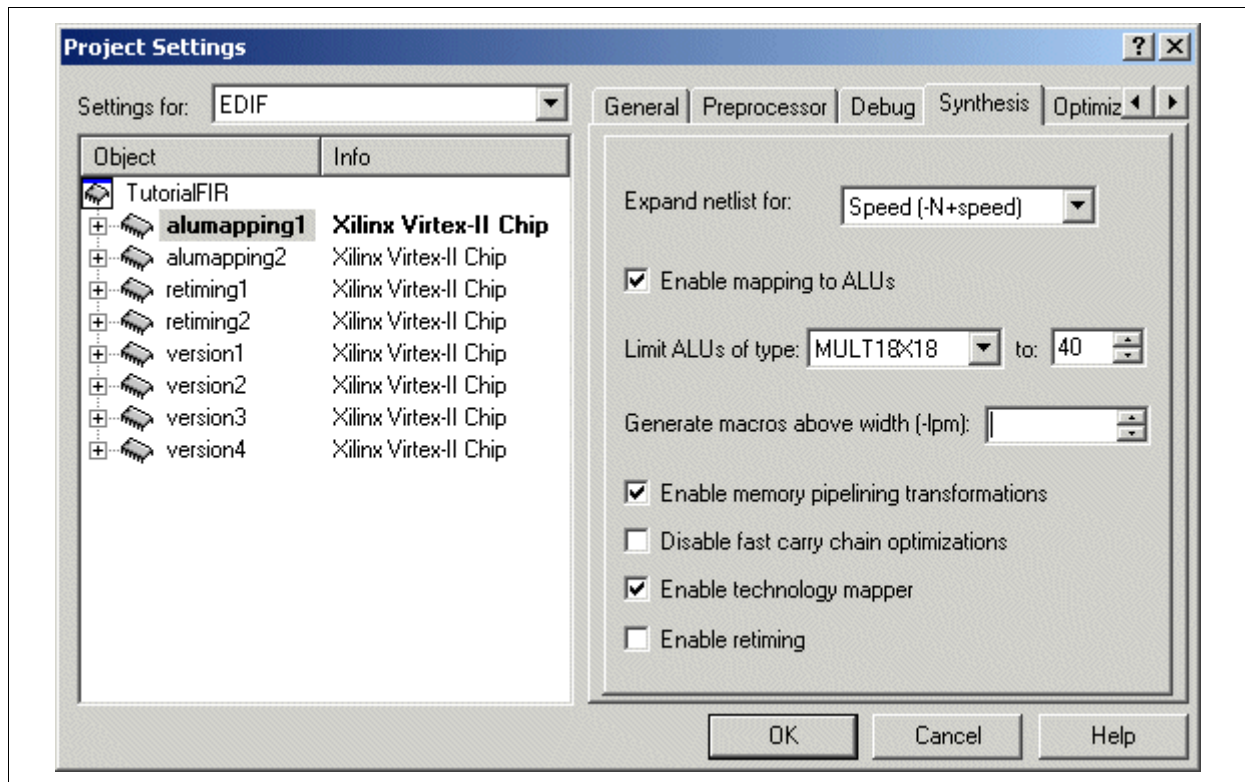 Project Settings
Settings for: EDIF
Object Info
TutorialFIR
alumapping1 Xilinx Virtex-II Chip
alumapping2 Xilinx Virtex-II Chip
retiming1 Xilinx Virtex-II Chip
retiming2 Xilinx Virtex-II Chip
version1 Xilinx Virtex-II Chip
version2 Xilinx Virtex-II Chip
version3 Xilinx Virtex-II Chip
version4 Xilinx Virtex-II Chip
General Preprocessor Debug Synthesis Optimiz
Expand netlist for: Speed (-N+speed)
Enable mapping to ALUs
Limit ALUs of type: MULT18X18 to: 40
Generate macros above width (-lpm):
Enable memory pipelining transformations
Disable fast carry chain optimizations
Enable technology mapper
Enable retiming
OK Cancel Help